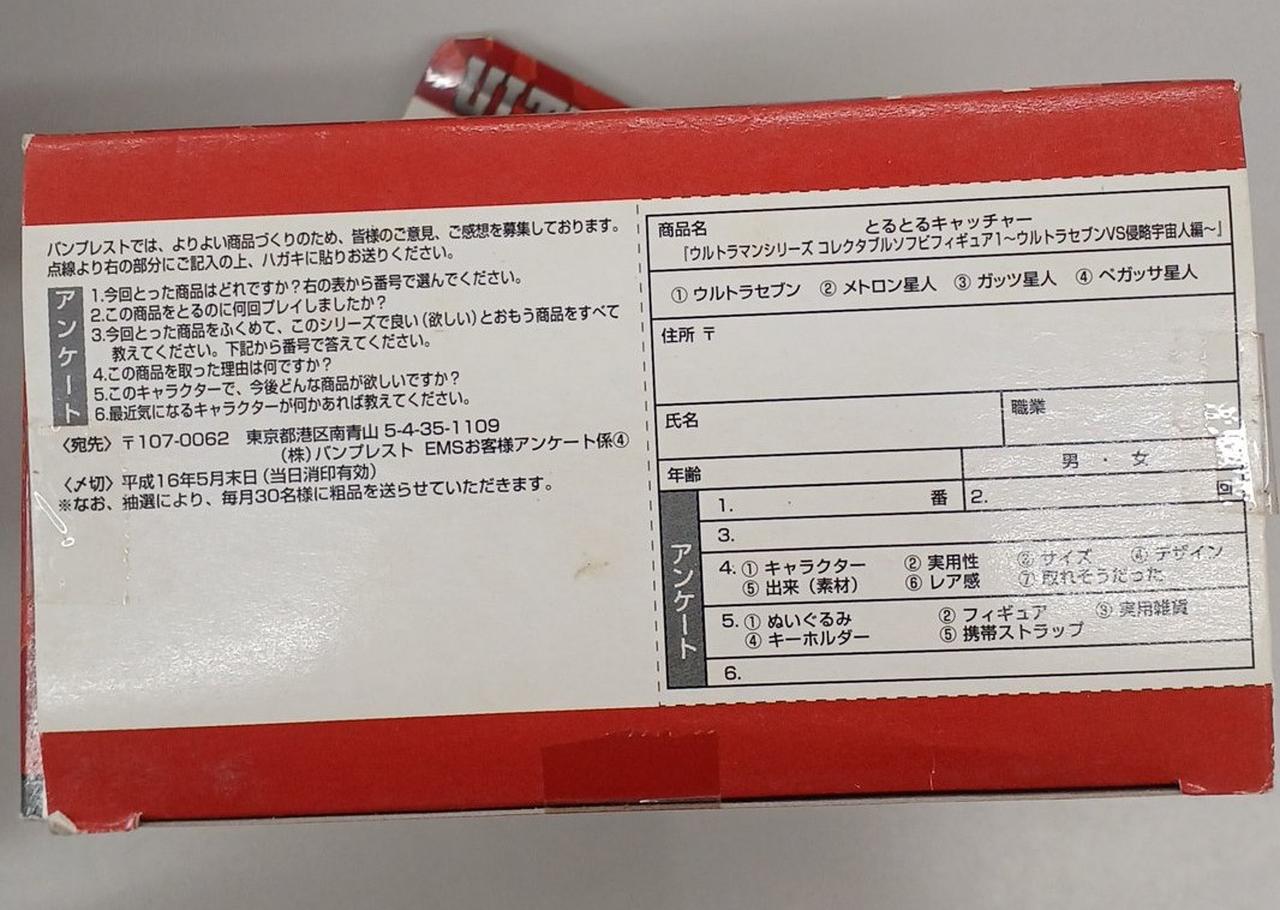 ULT
バンプレストでは、よりよい商品づくりのため、皆様のご意見、ご感想を募集しております。
点線より右の部分にご記入の上、ハガキに貼りお送りください。
アンケート
1.今回とった商品はどれですか？右の表から番号で選んでください。
2.この商品をとるのに何回プレイしましたか？
3.今回とった商品をふくめて、このシリーズで良い(欲しい)とおもう商品をすべて
教えてください。下記から番号で答えてください。
4.この商品を取った理由は何ですか？
5.このキャラクターで、今後どんな商品が欲しいですか？
6.最近気になるキャラクターが何かあれば教えてください。
〈宛先〉〒107-0062 東京都港区南青山 5-4-35-1109
(株)バンプレスト EMSお客様アンケート係④
〈〆切〉平成16年5月末日(当日消印有効)
※なお、抽選により、毎月30名様に粗品を送らせていただきます。
商品名 とるとるキャッチャー
『ウルトラマンシリーズ コレクタブルソフビフィギュア1～ウルトラセブンVS侵略宇宙人編～』
① ウルトラセブン ② メトロン星人 ③ ガッツ星人 ④ ペガッサ星人
住所 〒
氏名 職業
年齢 男 ・ 女
アンケート
1. 番 2. 回
3.
4. ① キャラクター ② 実用性 ③ サイズ ④ デザイン
⑤ 出来（素材） ⑥ レア感 ⑦ 取れそうだった
5. ① ぬいぐるみ ② フィギュア ③ 実用雑貨
④ キーホルダー ⑤ 携帯ストラップ
6.